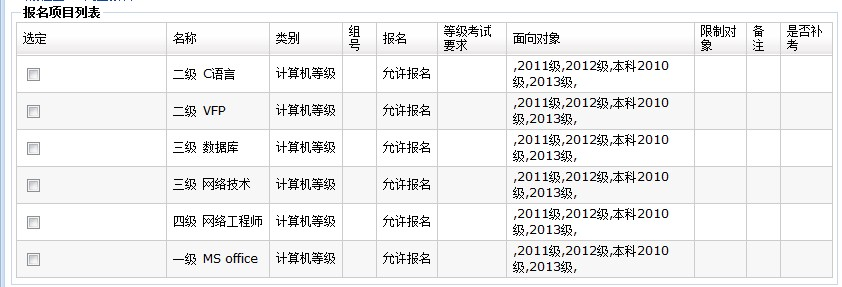 报名项目列表
选定 名称 类别 组号 报名 等级考试要求 面向对象 限制对象 备注 是否补考
二级 C语言 计算机等级 允许报名 ,2011级,2012级,本科2010级,2013级,
二级 VFP 计算机等级 允许报名 ,2011级,2012级,本科2010级,2013级,
三级 数据库 计算机等级 允许报名 ,2011级,2012级,本科2010级,2013级,
三级 网络技术 计算机等级 允许报名 ,2011级,2012级,本科2010级,2013级,
四级 网络工程师 计算机等级 允许报名 ,2011级,2012级,本科2010级,2013级,
一级 MS office 计算机等级 允许报名 ,2011级,2012级,本科2010级,2013级,